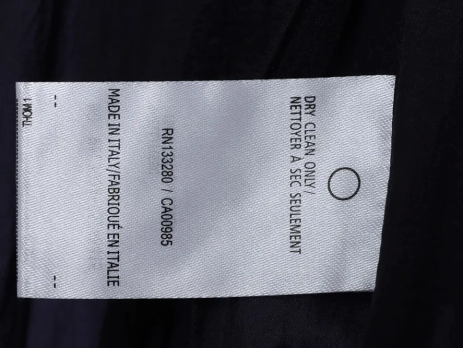 DRY CLEAN ONLY/
NETTOYER À SEC SEULEMENT
RN133280 / CA00985
MADE IN ITALY/FABRIQUÉ EN ITALIE
-- --